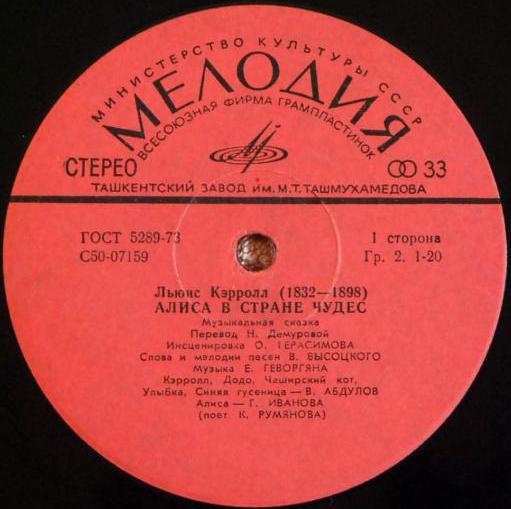 МИНИСТЕРСТВО КУЛЬТУРЫ СССР
МЕЛОДИЯ
ВСЕСОЮЗНАЯ ФИРМА ГРАМПЛАСТИНОК
СТЕРЕО 33
ТАШКЕНТСКИЙ ЗАВОД ИМ. М.Т. ТАШМУХАМЕДОВА
ГОСТ 5289-73 1 сторона
С50-07159 Гр. 2. 1-20
Льюис Кэрролл (1832—1898)
АЛИСА В СТРАНЕ ЧУДЕС
Музыкальная сказка
Перевод Н. Демуровой
Инсценировка О. ГЕРАСИМОВА
Слова и мелодии песен В. ВЫСОЦКОГО
Музыка Е. ГЕВОРГЯНА
Кэрролл, Додо, Чеширский кот,
Улыбка, Синяя гусеница — В. АБДУЛОВ
Алиса — Г. ИВАНОВА
(поет К. РУМЯНОВА)